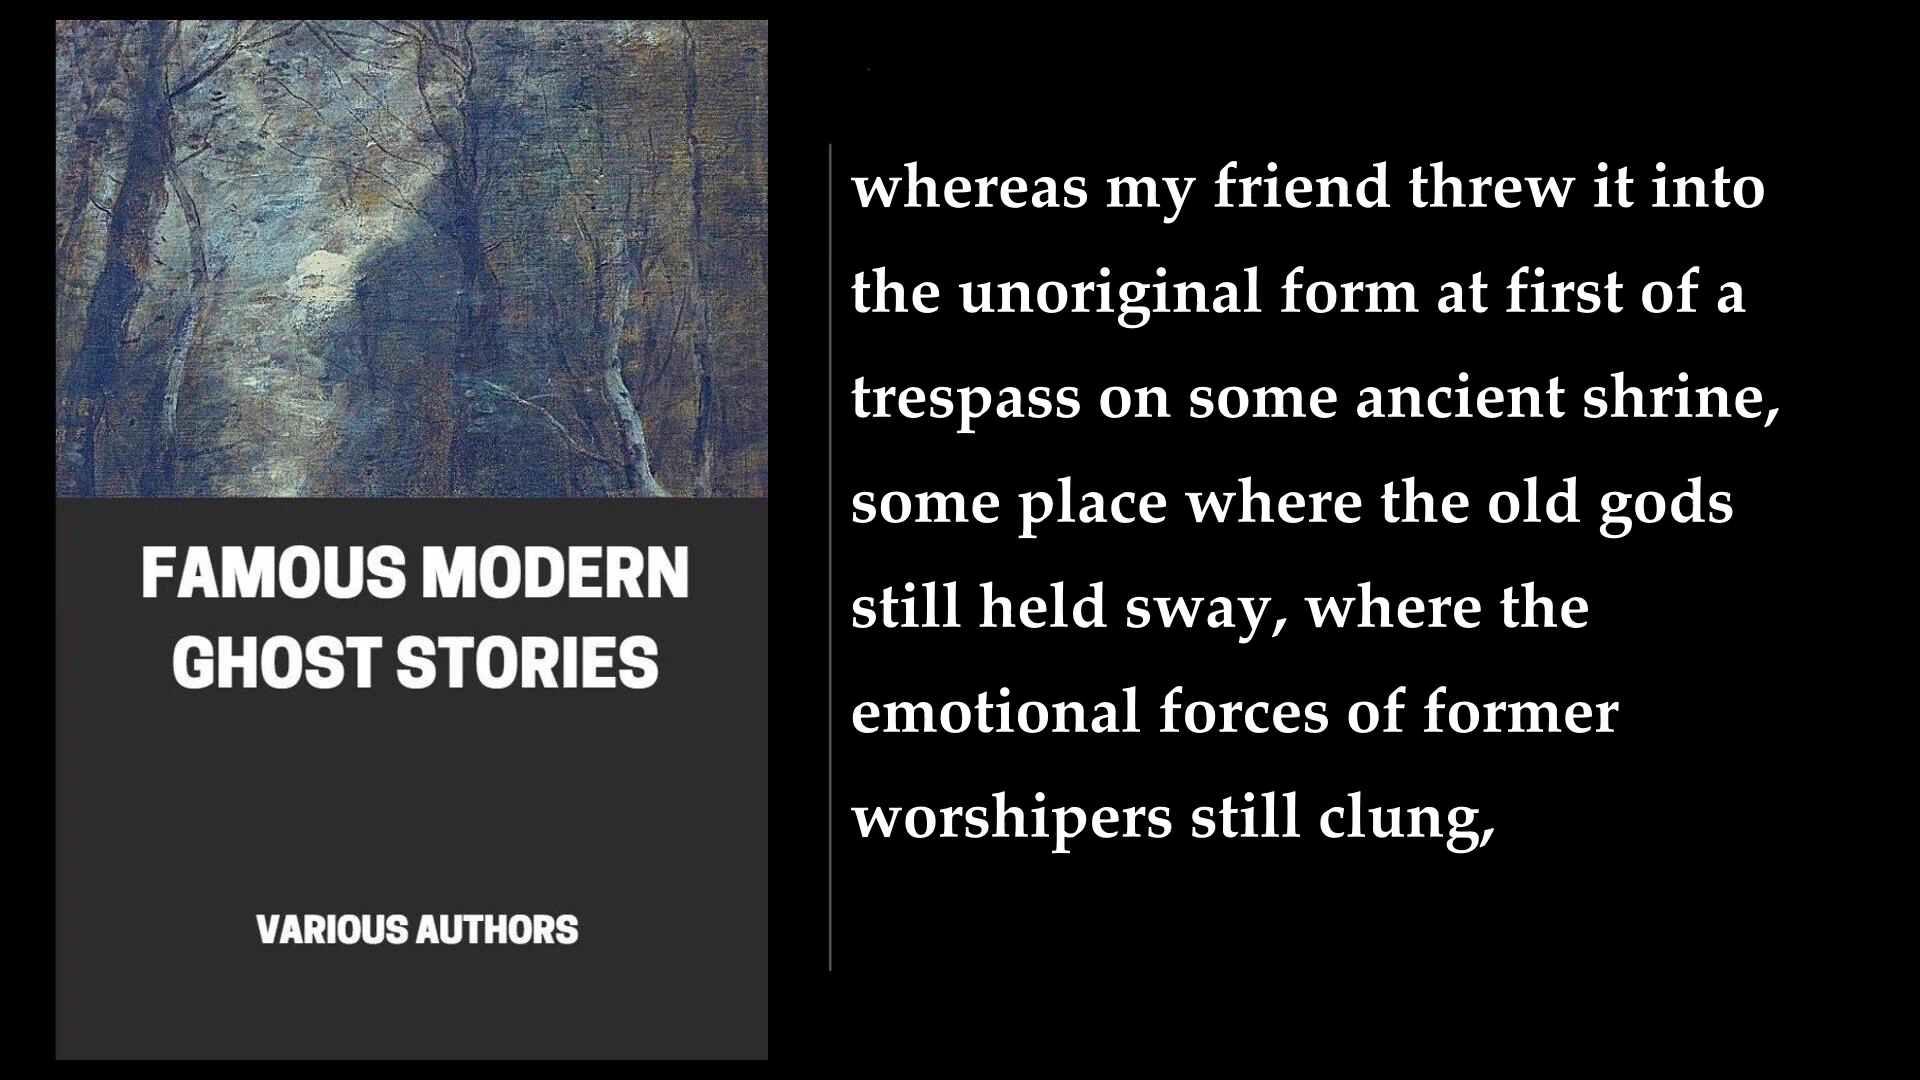 FAMOUS MODERN
GHOST STORIES
VARIOUS AUTHORS
whereas my friend threw it into
the unoriginal form at first of a
trespass on some ancient shrine,
some place where the old gods
still held sway, where the
emotional forces of former
worshipers still clung,